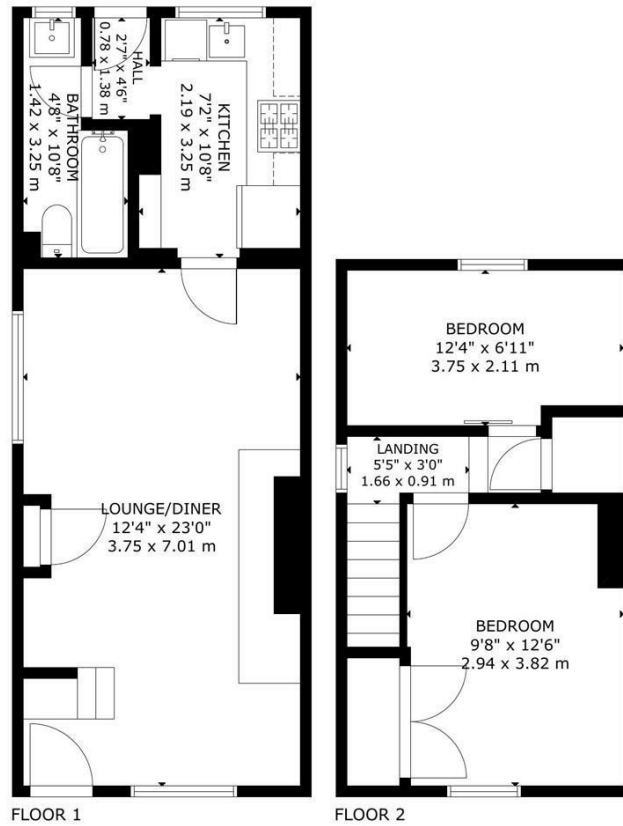 HALL
2'7" x 4'6"
0.78 x 1.38 m
BATHROOM
4'8" x 10'8"
1.42 x 3.25 m
KITCHEN
7'2" x 10'8"
2.19 x 3.25 m
LOUNGE/DINER
12'4" x 23'0"
3.75 x 7.01 m
FLOOR 1
BEDROOM
12'4" x 6'11"
3.75 x 2.11 m
LANDING
5'5" x 3'0"
1.66 x 0.91 m
BEDROOM
9'8" x 12'6"
2.94 x 3.82 m
FLOOR 2